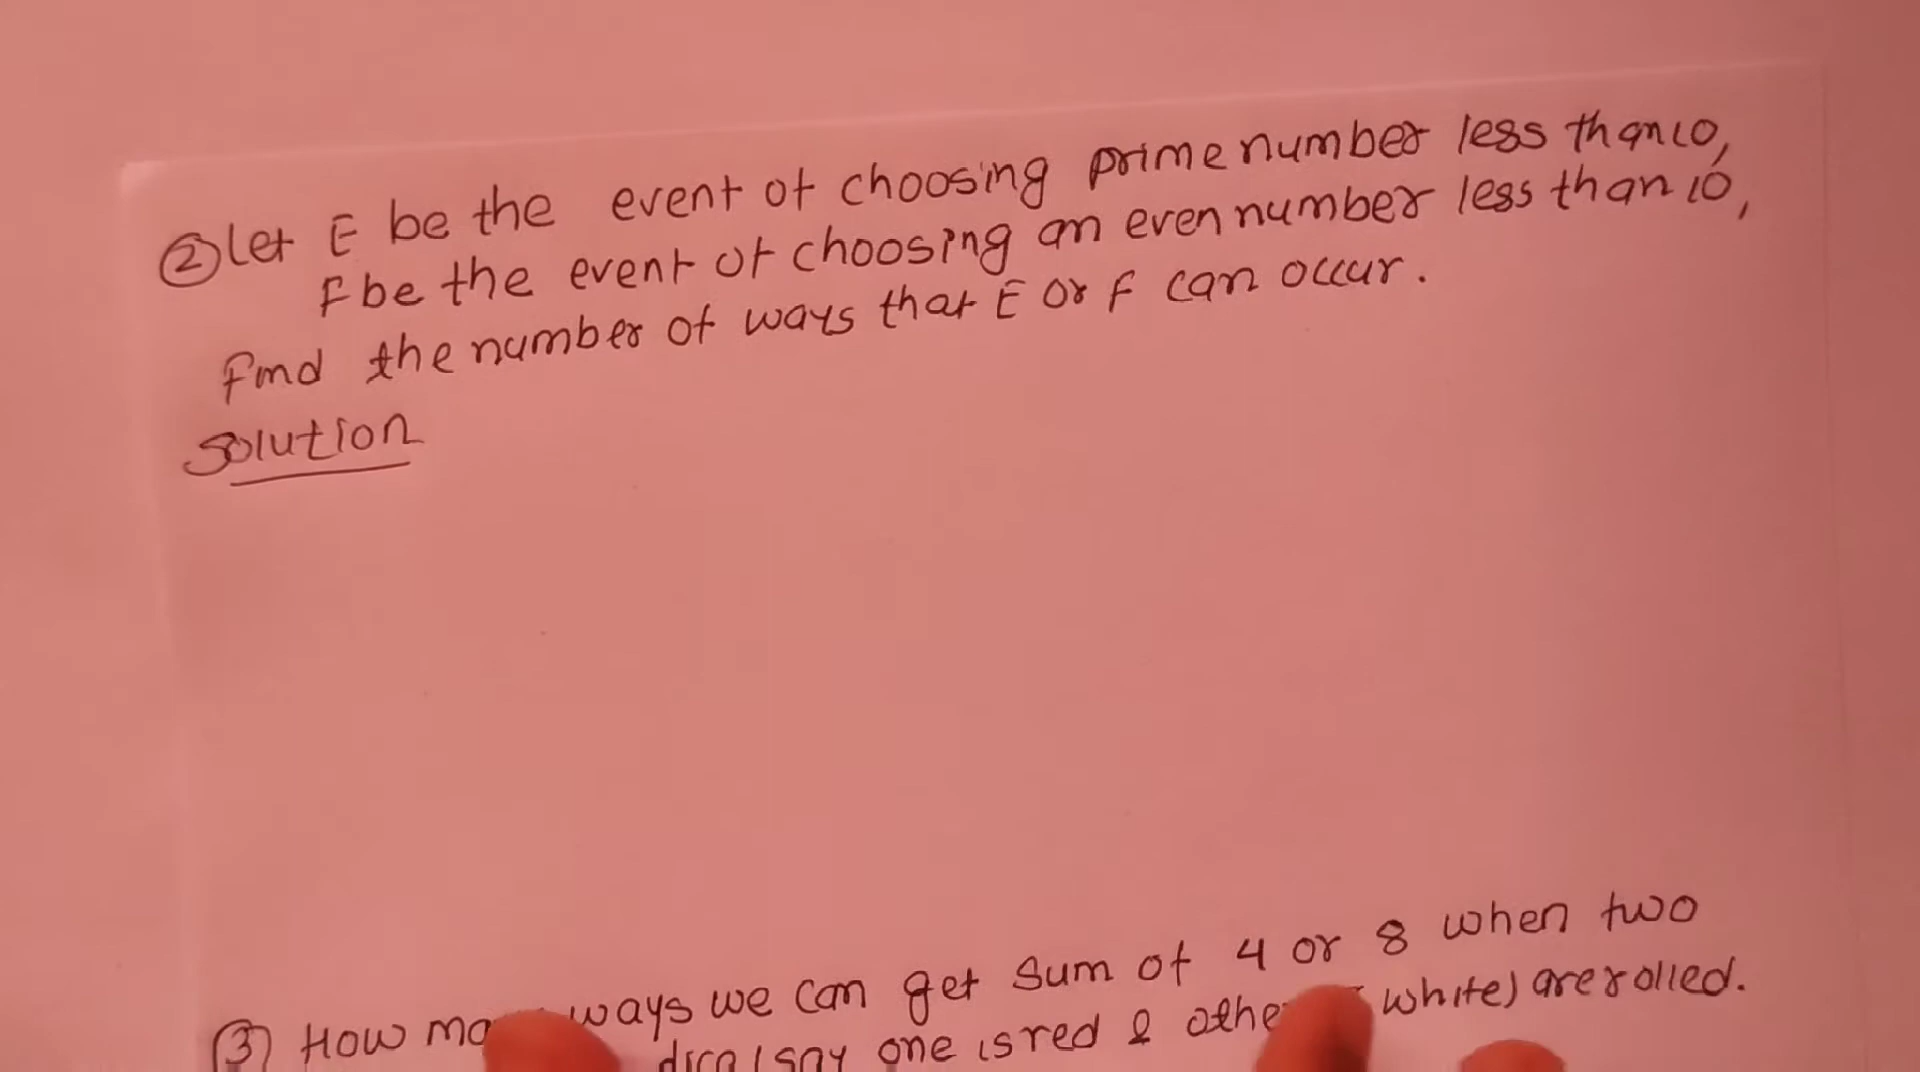 ② let E be the event of choosing prime number less than 10,
F be the event of choosing an even number less than 10,
find the number of ways that E or F can occur.
Solution
③ How ways we can get sum of 4 or 8 when two
dice (say one is red & white) are rolled.